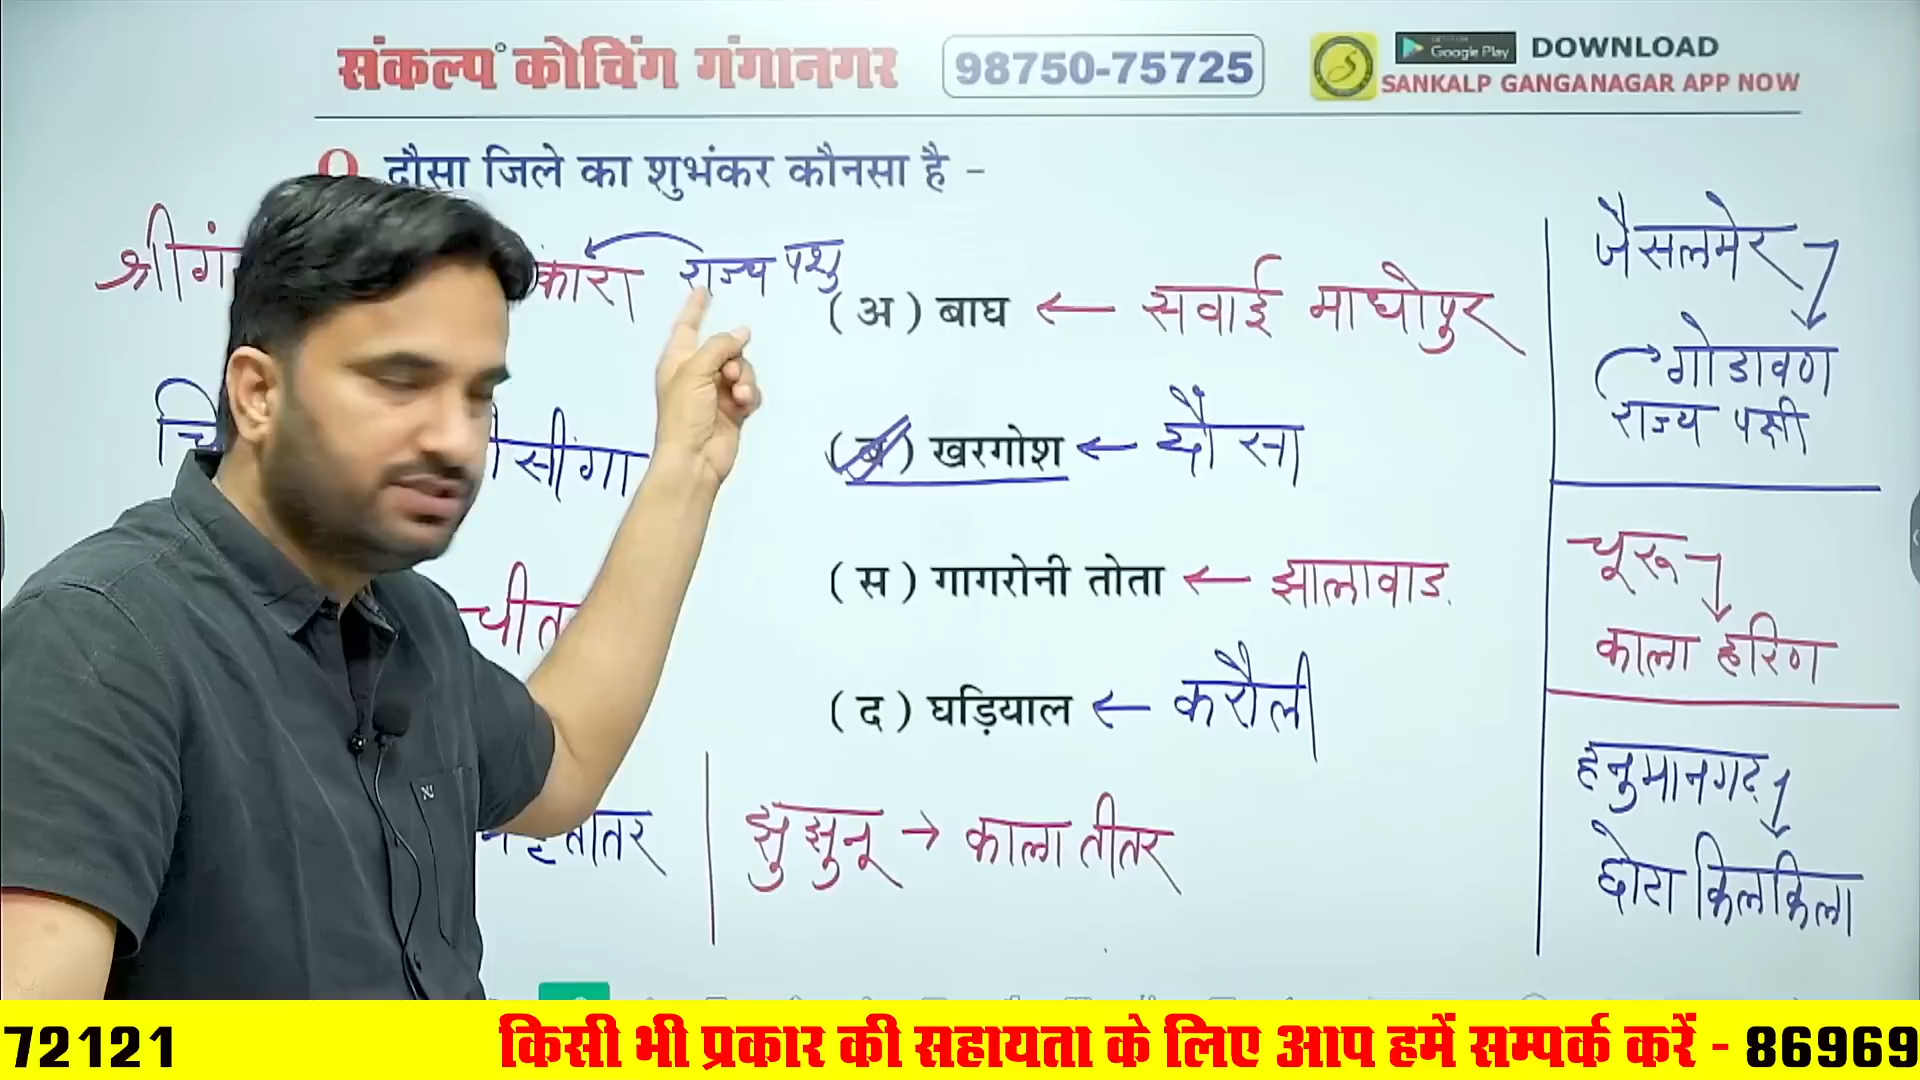 संकल्प कोचिंग गंगानगर
98750-75725
Google Play
DOWNLOAD
SANKALP GANGANAGAR APP NOW
दौसा जिले का शुभंकर कौनसा है -
श्रीगं
कारा
राज्य पशु
(अ) बाघ ← सवाई माधोपुर
(ब) खरगोश ← दौसा
सींगा
(स) गागरोनी तोता ← झालावाड
चीत
(द) घड़ियाल ← करौली
झुझुनू → काला तीतर
जैसलमेर
गोडावण
राज्य पक्षी
चूरू
काला हरिण
हनुमानगढ़
छोटा किलकिला
72121
किसी भी प्रकार की सहायता के लिए आप हमें सम्पर्क करें - 86969